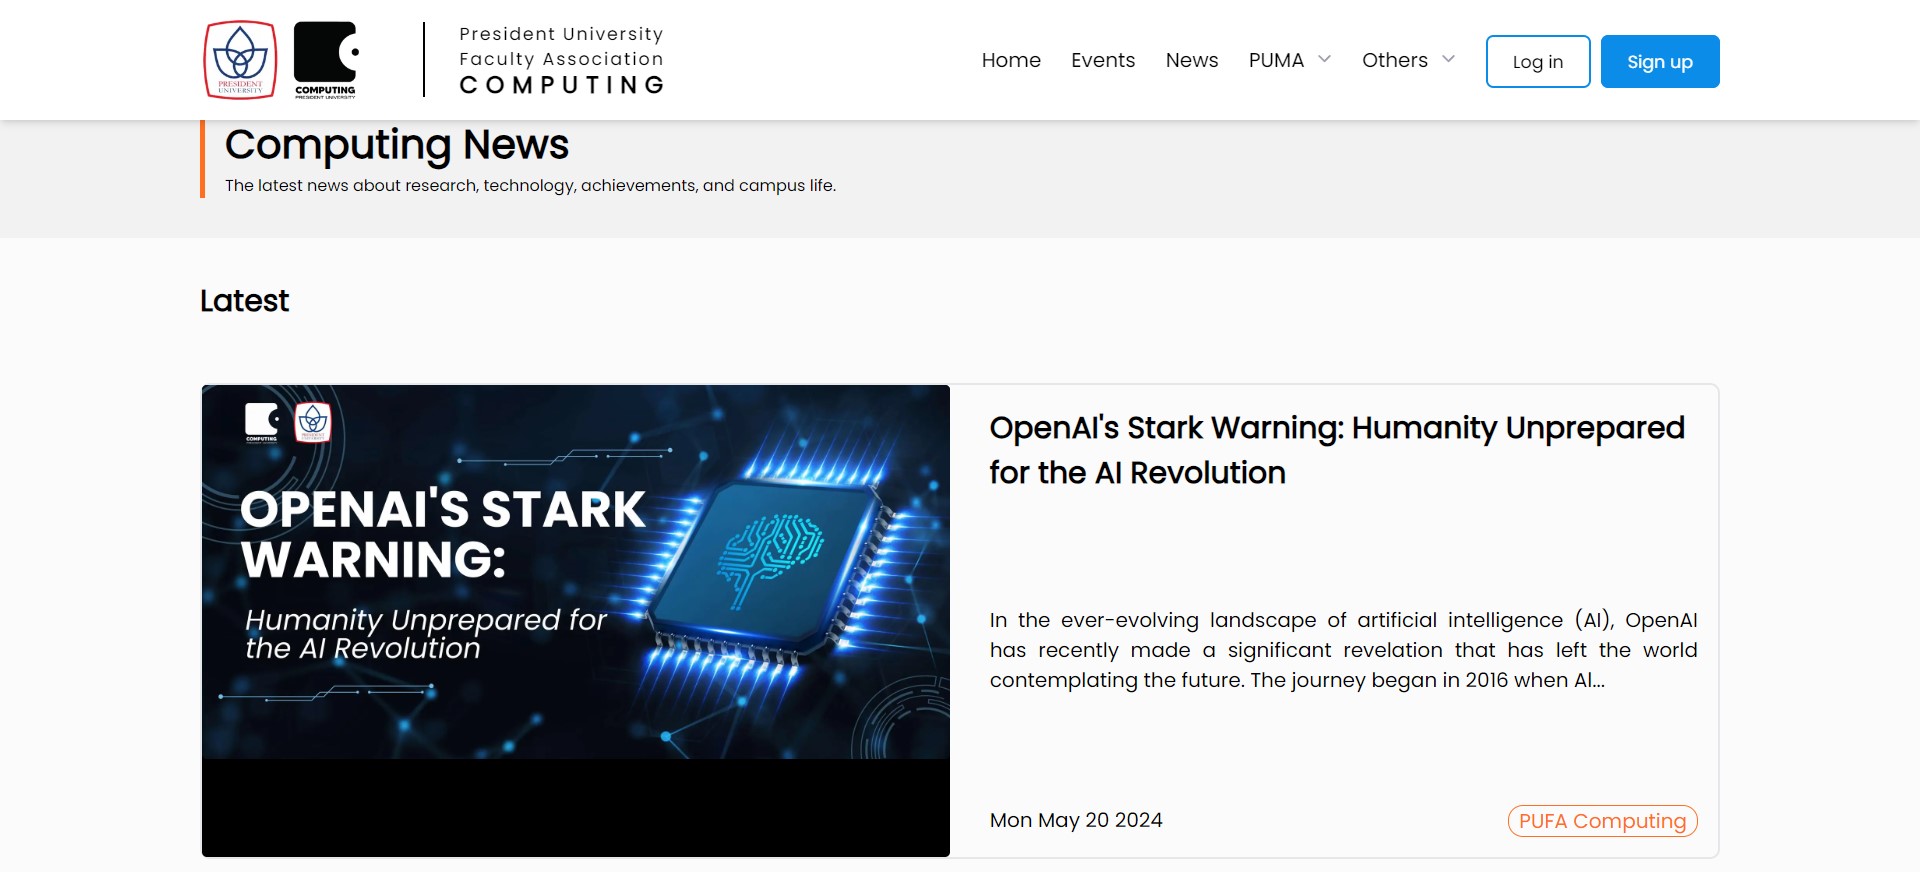 PRESIDENT
UNIVERSITY
COMPUTING
PRESIDENT UNIVERSITY
President University
Faculty Association
COMPUTING
Home
Events
News
PUMA
Others
Log in
Sign up
Computing News
The latest news about research, technology, achievements, and campus life.
Latest
COMPUTING
OPENAI'S STARK
WARNING:
Humanity Unprepared for
the AI Revolution
OpenAI's Stark Warning: Humanity Unprepared
for the AI Revolution
In the ever-evolving landscape of artificial intelligence (AI), OpenAI
has recently made a significant revelation that has left the world
contemplating the future. The journey began in 2016 when AI...
Mon May 20 2024
PUFA Computing